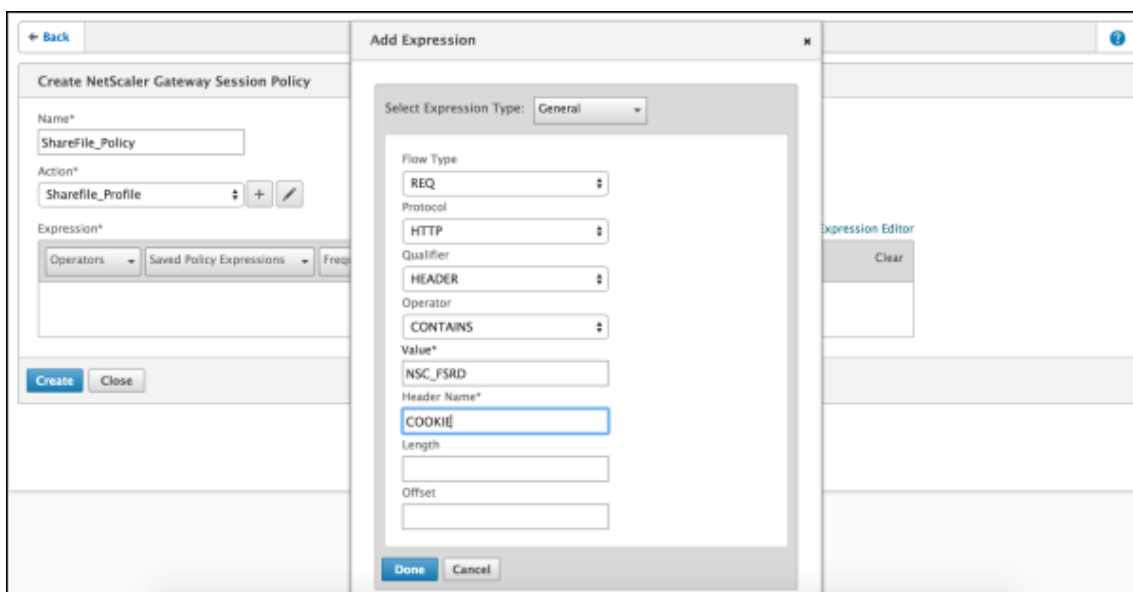 ← Back
Create NetScaler Gateway Session Policy
Name*
ShareFile_Policy
Action*
Sharefile_Profile
+
Expression*
Operators
Saved Policy Expressions
Frequ
Expression Editor
Clear
Create
Close
Add Expression
Select Expression Type: General
Flow Type
REQ
Protocol
HTTP
Qualifier
HEADER
Operator
CONTAINS
Value*
NSC_FSRD
Header Name*
COOKIE
Length
Offset
Done
Cancel
?